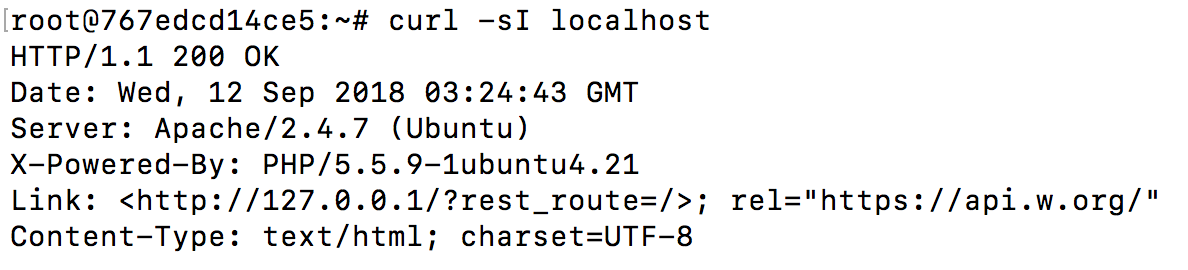 [root@767edcd14ce5:~# curl -sI localhost
HTTP/1.1 200 OK
Date: Wed, 12 Sep 2018 03:24:43 GMT
Server: Apache/2.4.7 (Ubuntu)
X-Powered-By: PHP/5.5.9-1ubuntu4.21
Link: <http://127.0.0.1/?rest_route=/>; rel="https://api.w.org/"
Content-Type: text/html; charset=UTF-8